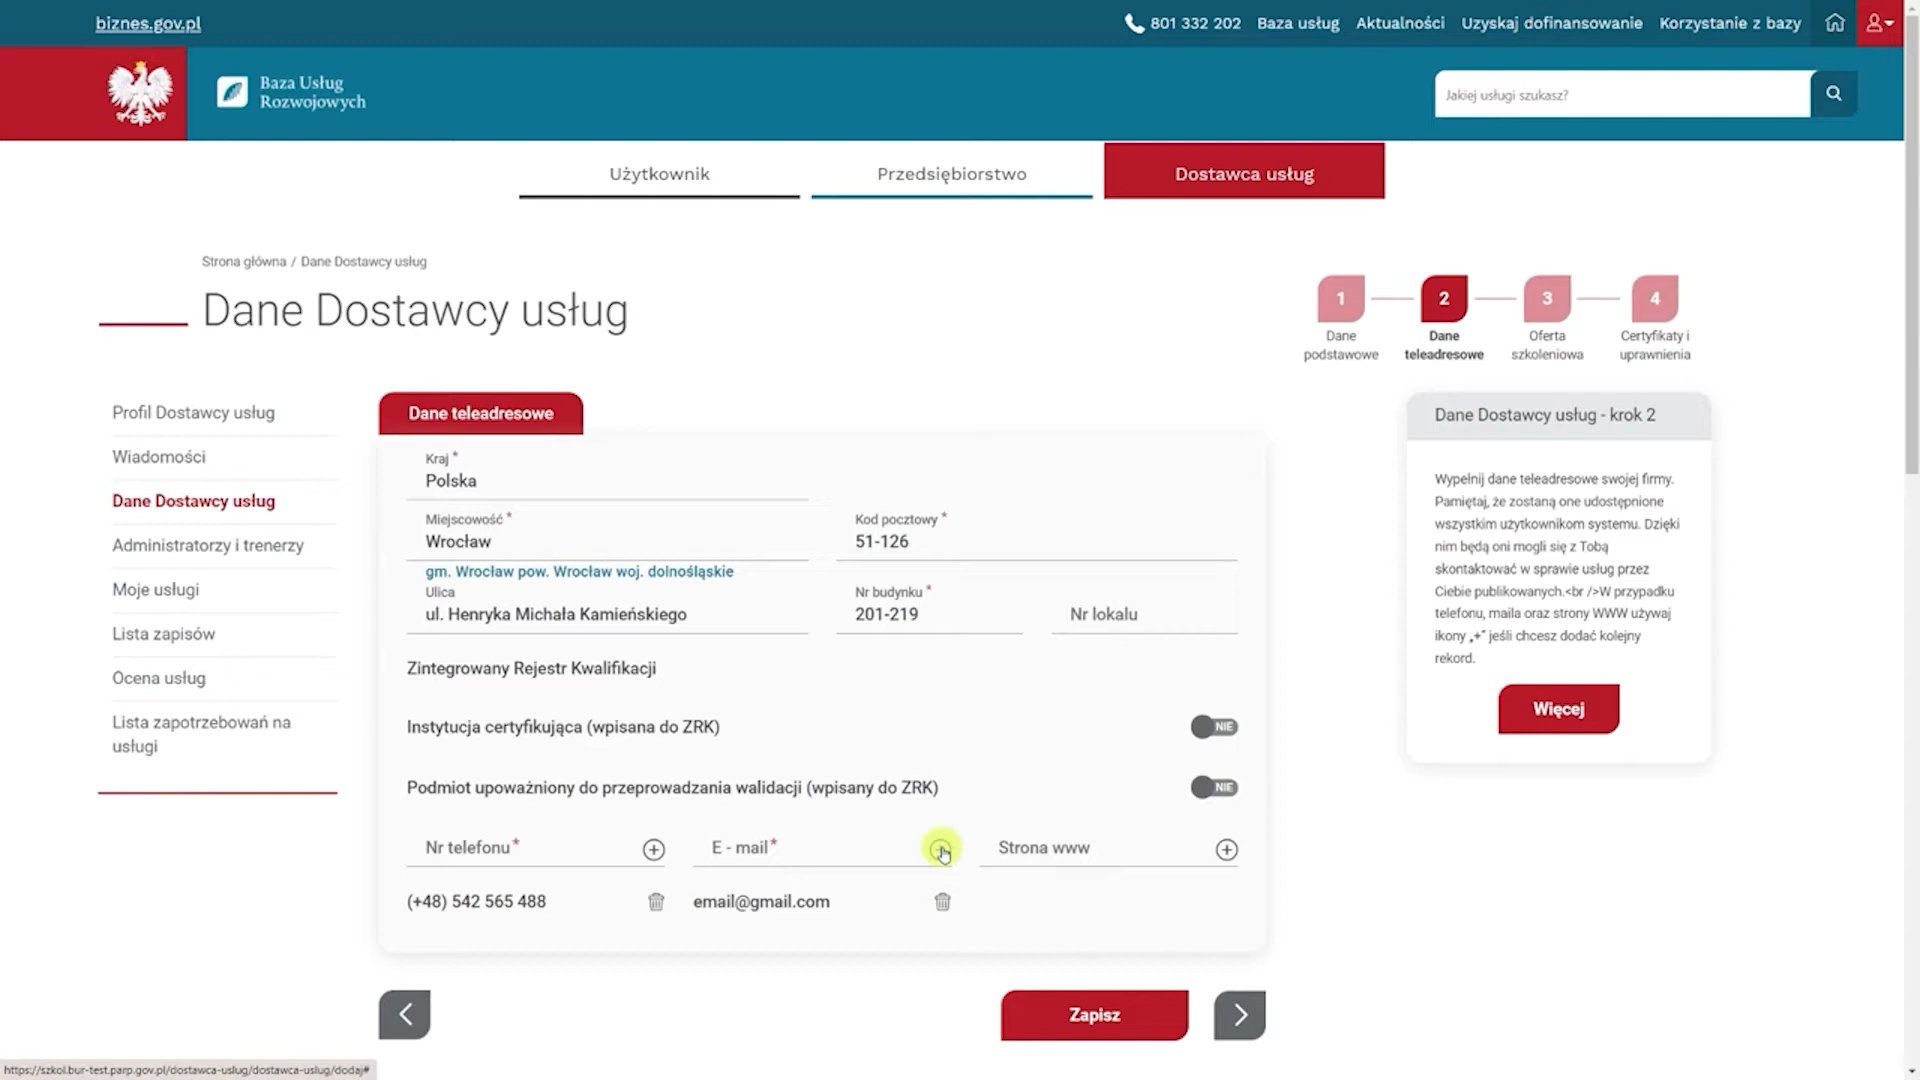 biznes.gov.pl
801 332 202 Baza usług Aktualności Uzyskaj dofinansowanie Korzystanie z bazy
Baza Usług
Rozwojowych
Jakiej usługi szukasz?
Użytkownik
Przedsiębiorstwo
Dostawca usług
Strona główna / Dane Dostawcy usług
Dane Dostawcy usług
1
Dane
podstawowe
2
Dane
teleadresowe
3
Oferta
szkoleniowa
4
Certyfikaty i
uprawnienia
Profil Dostawcy usług
Wiadomości
Dane Dostawcy usług
Administratorzy i trenerzy
Moje usługi
Lista zapisów
Ocena usług
Lista zapotrzebowań na
usługi
Dane teleadresowe
Kraj *
Polska
Miejscowość *
Wrocław
Kod pocztowy *
51-126
gm. Wrocław pow. Wrocław woj. dolnośląskie
Ulica
ul. Henryka Michała Kamieńskiego
Nr budynku *
201-219
Nr lokalu
Zintegrowany Rejestr Kwalifikacji
Instytucja certyfikująca (wpisana do ZRK)
NIE
Podmiot upoważniony do przeprowadzania walidacji (wpisany do ZRK)
NIE
Nr telefonu*
E - mail*
Strona www
(+48) 542 565 488
email@gmail.com
Zapisz
Dane Dostawcy usług - krok 2
Wypełnij dane teleadresowe swojej firmy.
Pamiętaj, że zostaną one udostępnione
wszystkim użytkownikom systemu. Dzięki
nim będą oni mogli się z Tobą
skontaktować w sprawie usług przez
Ciebie publikowanych.<br />W przypadku
telefonu, maila oraz strony WWW używaj
ikony „+" jeśli chcesz dodać kolejny
rekord.
Więcej
https://szkol.bur-test.parp.gov.pl/dostawca-uslug/dostawca-uslug/dodaj#